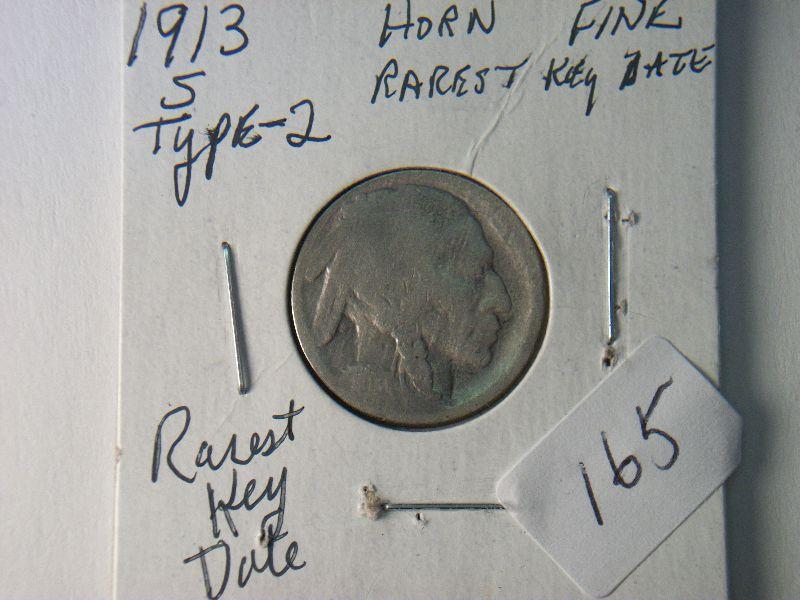 1913 HORN FINE
S RAREST Key DATE
Type-2
165
Rarest
Key
Date